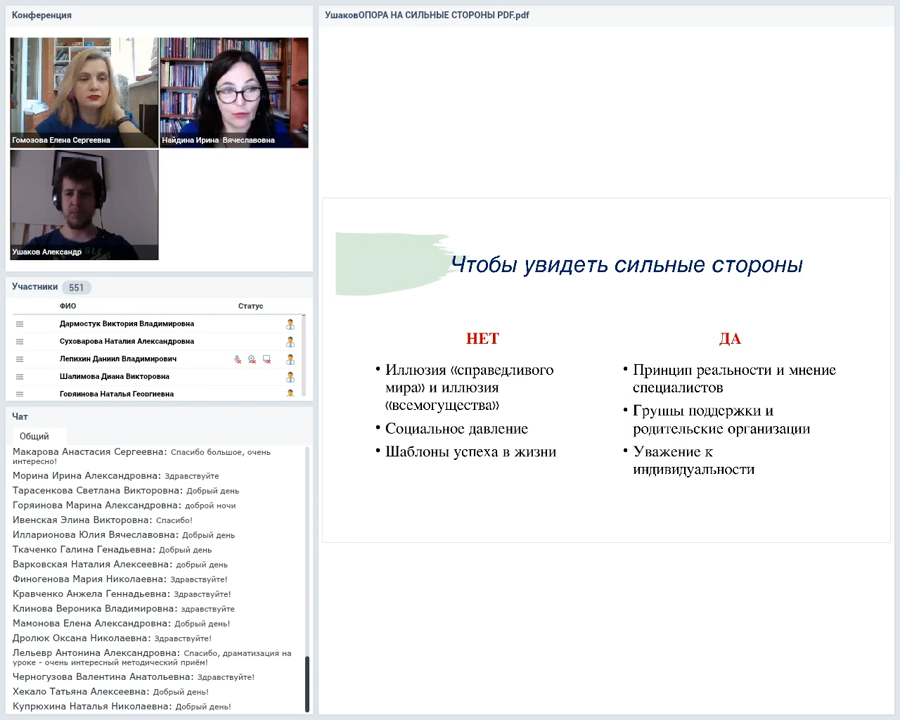 Конференция
Гомозова Елена Сергеевна
Найдина Ирина Вячеславовна
Ушаков Александр
Участники 551
ФИО Статус
Дармостук Виктория Владимировна
Суховарова Наталия Александровна
Лепихин Даниил Владимирович
Шалимова Диана Викторовна
Горяинова Наталья Георгиевна
Чат
Общий
Макарова Анастасия Сергеевна: Спасибо большое, очень
интересно!
Морина Ирина Александровна: Здравствуйте
Тарасенкова Светлана Викторовна: Добрый день
Горяинова Марина Александровна: доброй ночи
Ивенская Элина Викторовна: Спасибо!
Илларионова Юлия Вячеславовна: Добрый день
Ткаченко Галина Генадьевна: Добрый день
Варковская Наталия Алексеевна: добрый день
Финогенова Мария Николаевна: Здравствуйте!
Кравченко Анжела Геннадьевна: Здравствуйте!
Клинова Вероника Владимировна: здравствуйте
Мамонова Елена Александровна: Добрый день!
Дролюк Оксана Николаевна: Здравствуйте!
Лельевр Антонина Александровна: Спасибо, драматизация на
уроке - очень интересный методический приём!
Черногузова Валентина Анатольевна: Здравствуйте!
Хекало Татьяна Алексеевна: Добрый день!
Купрюхина Наталья Николаевна: Добрый день!
УшаковОПОРА НА СИЛЬНЫЕ СТОРОНЫ PDF.pdf
Чтобы увидеть сильные стороны
НЕТ
• Иллюзия «справедливого
мира» и иллюзия
«всемогущества»
• Социальное давление
• Шаблоны успеха в жизни
ДА
• Принцип реальности и мнение
специалистов
• Группы поддержки и
родительские организации
• Уважение к
индивидуальности